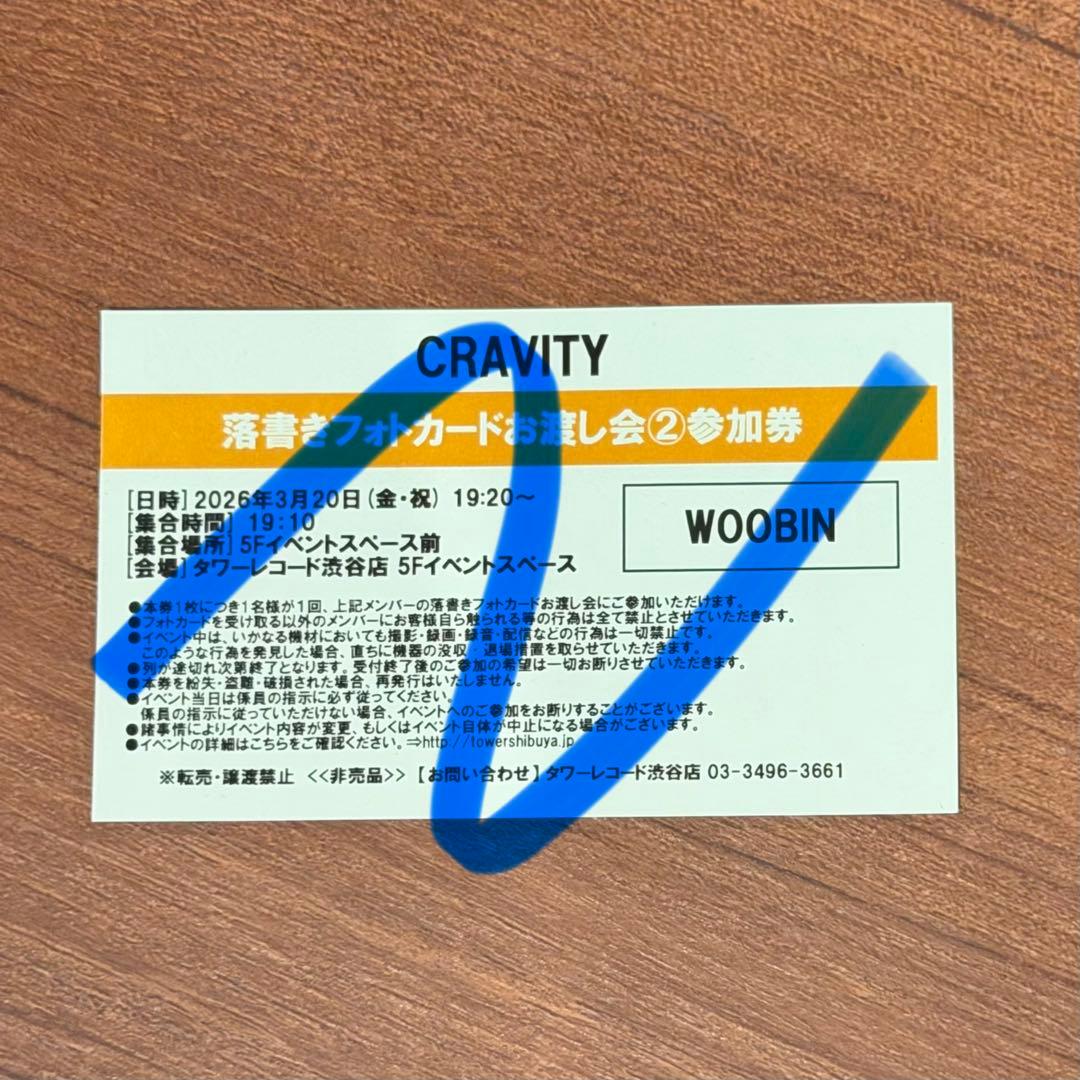 CRAVITY
落書きフォトカードお渡し会②参加券
[日時] 2026年3月20日(金・祝) 19:20～
[集合時間] 19:10
[集合場所] 5Fイベントスペース前
[会場] タワーレコード渋谷店 5Fイベントスペース
WOOBIN
●本券1枚につき1名様が1回、上記メンバーの落書きフォトカードお渡し会にご参加いただけます。
●フォトカードを受け取る以外のメンバーにお客様自ら触られる等の行為は全て禁止とさせていただきます。
●イベント中は、いかなる機材においても撮影・録画・録音・配信などの行為は一切禁止です。
このような行為を発見した場合、直ちに機器の没収・退場措置を取らせていただきます。
●列が途切れ次第終了となります。受付終了後のご参加の希望は一切お断りさせていただきます。
●本券を紛失・盗難・破損された場合、再発行はいたしません。
●イベント当日は係員の指示に必ず従ってください。
係員の指示に従っていただけない場合、イベントへのご参加をお断りすることがございます。
●諸事情によりイベント内容が変更、もしくはイベント自体が中止になる場合がございます。
●イベントの詳細はこちらをご確認ください。⇒http://towershibuya.jp
※転売・譲渡禁止 <<非売品>> 【お問い合わせ】タワーレコード渋谷店 03-3496-3661